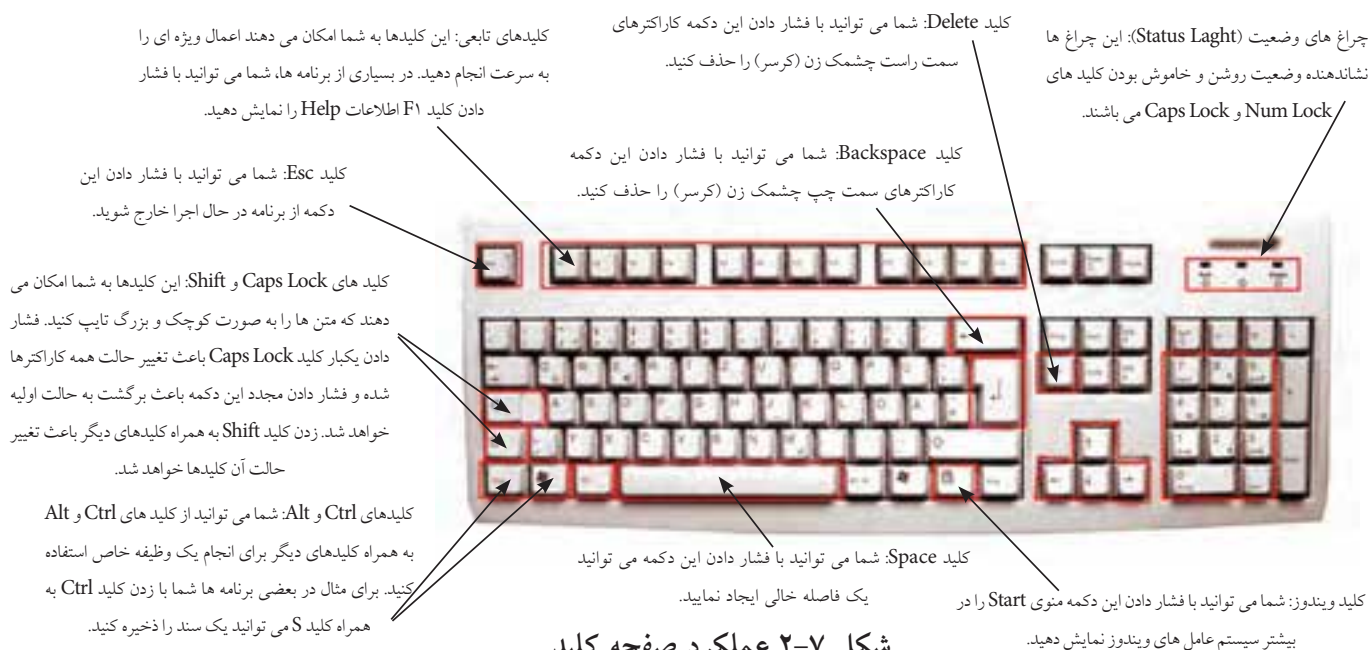 چراغ های وضعیت (Status Laght): این چراغ ها
نشاندهنده وضعیت روشن و خاموش بودن کلید های
Num Lock و Caps Lock می باشند.
کلید Delete: شما می توانید با فشار دادن این دکمه کاراکترهای
سمت راست چشمک زن (کرسر) را حذف کنید.
کلیدهای تابعی: این کلیدها به شما امکان می دهند اعمال ویژه ای را
به سرعت انجام دهید. در بسیاری از برنامه ها، شما می توانید با فشار
دادن کلید F۱ اطلاعات Help را نمایش دهید.
کلید Backspace: شما می توانید با فشار دادن این دکمه
کاراکترهای سمت چپ چشمک زن (کرسر) را حذف کنید.
کلید Esc: شما می توانید با فشار دادن این
دکمه از برنامه در حال اجرا خارج شوید.
کلید های Caps Lock و Shift: این کلیدها به شما امکان می
دهند که متن ها را به صورت کوچک و بزرگ تایپ کنید. فشار
دادن یکبار کلید Caps Lock باعث تغییر حالت همه کاراکترها
شده و فشار دادن مجدد این دکمه باعث برگشت به حالت اولیه
خواهد شد. زدن کلید Shift به همراه کلیدهای دیگر باعث تغییر
حالت آن کلیدها خواهد شد.
کلیدهای Ctrl و Alt: شما می توانید از کلید های Ctrl و Alt
به همراه کلیدهای دیگر برای انجام یک وظیفه خاص استفاده
کنید. برای مثال در بعضی برنامه ها شما با زدن کلید Ctrl به
همراه کلید S می توانید یک سند را ذخیره کنید.
کلید Space: شما می توانید با فشار دادن این دکمه می توانید
یک فاصله خالی ایجاد نمایید.
کلید ویندوز: شما می توانید با فشار دادن این دکمه منوی Start را در
بیشتر سیستم عامل های ویندوز نمایش دهید.
شکل ۷-۲ عملکرد صفحه کلید